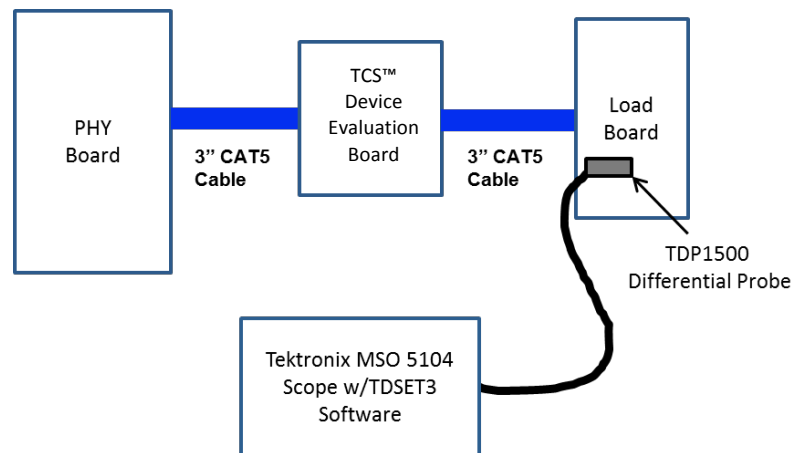 PHY
Board
3” CAT5
Cable
TCS™
Device
Evaluation
Board
3” CAT5
Cable
Load
Board
TDP1500
Differential Probe
Tektronix MSO 5104
Scope w/TDSET3
Software